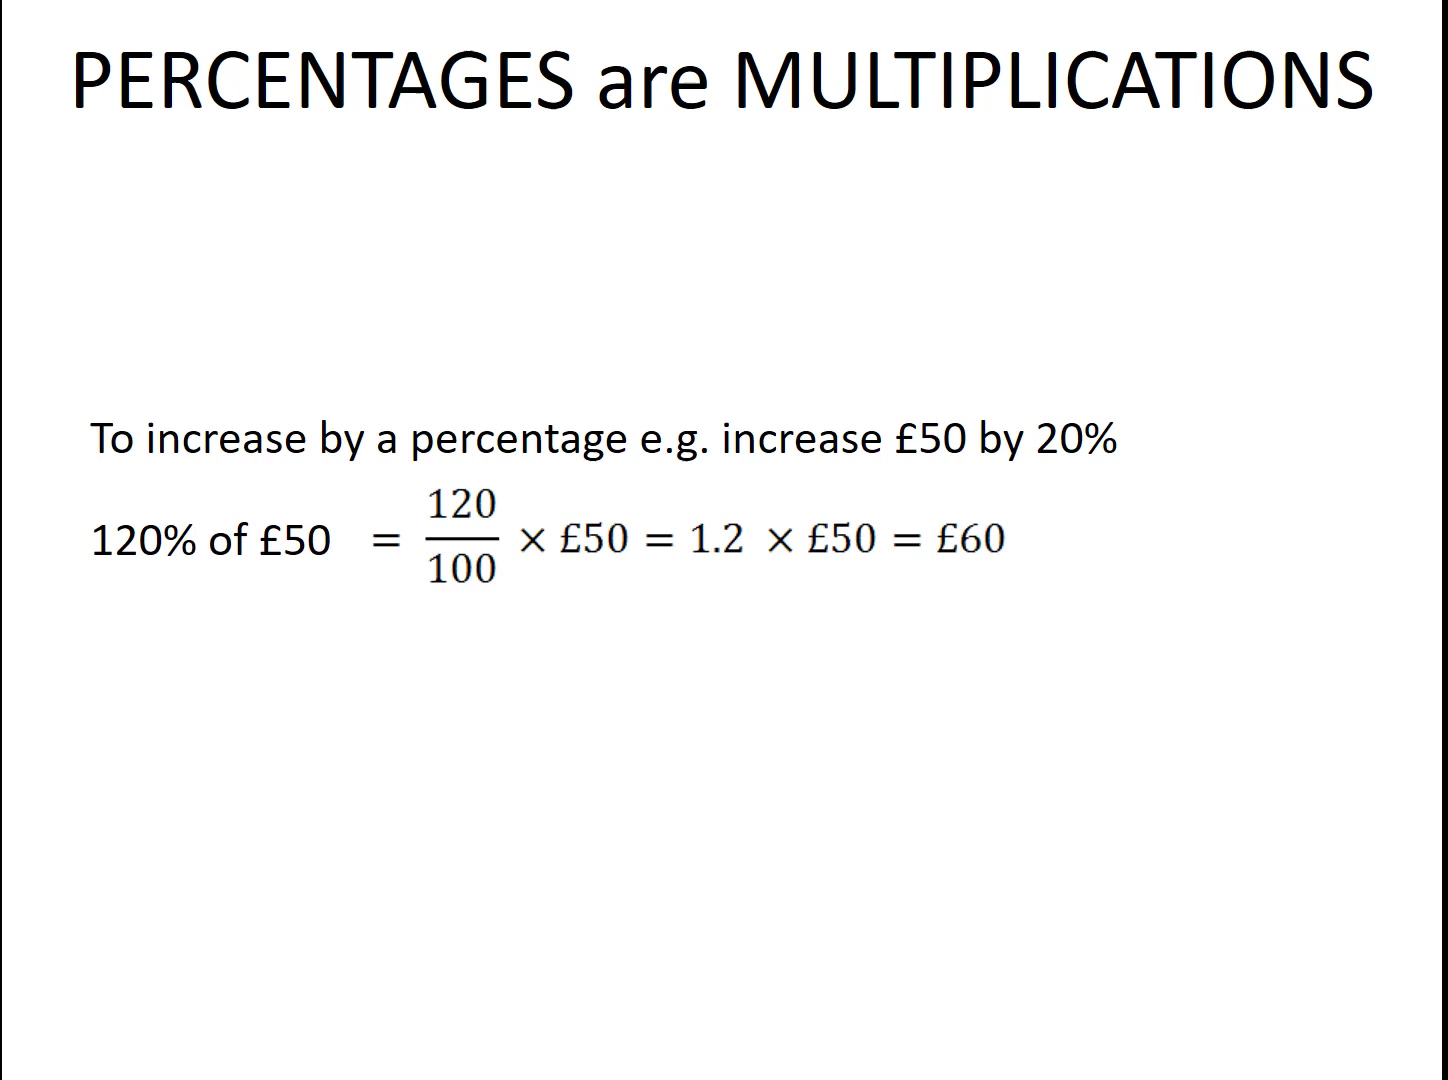 PERCENTAGES are MULTIPLICATIONS
To increase by a percentage e.g. increase £50 by 20%
120% of £50 = 120/100 × £50 = 1.2 × £50 = £60